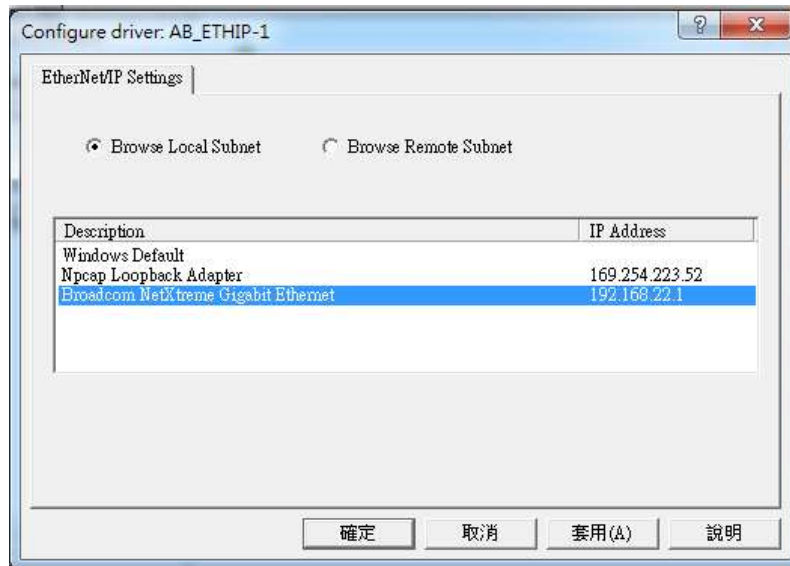 Configure driver: AB_ETHIP-1
EtherNet/IP Settings
Browse Local Subnet Browse Remote Subnet
Description IP Address
Windows Default
Npcap Loopback Adapter 169.254.223.52
Broadcom NetXtreme Gigabit Ethernet 192.168.22.1
確定 取消 套用(A) 說明